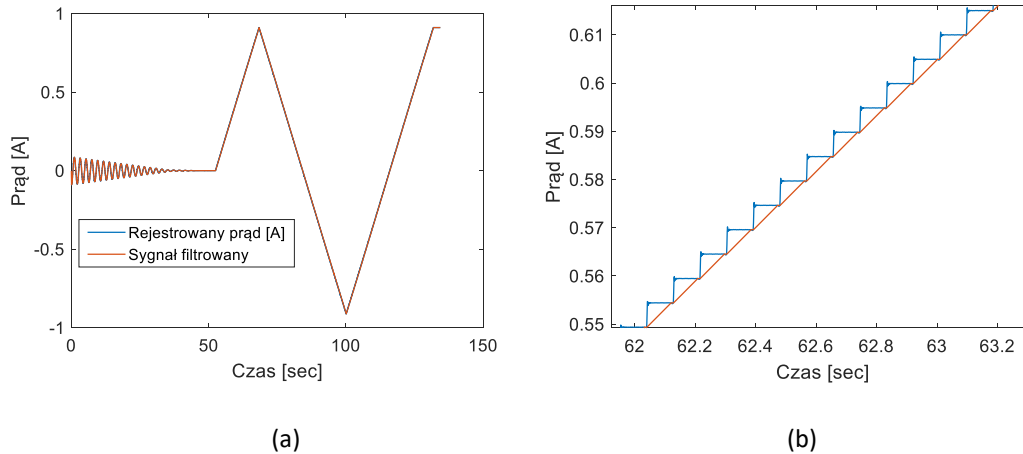 1
0.5
0
-0.5
-1
Prąd [A]
Rejestrowany prąd [A]
Sygnał filtrowany
0 50 100 150
Czas [sec]
(a)
0.61
0.6
0.59
0.58
0.57
0.56
0.55
Prąd [A]
62 62.2 62.4 62.6 62.8 63 63.2
Czas [sec]
(b)